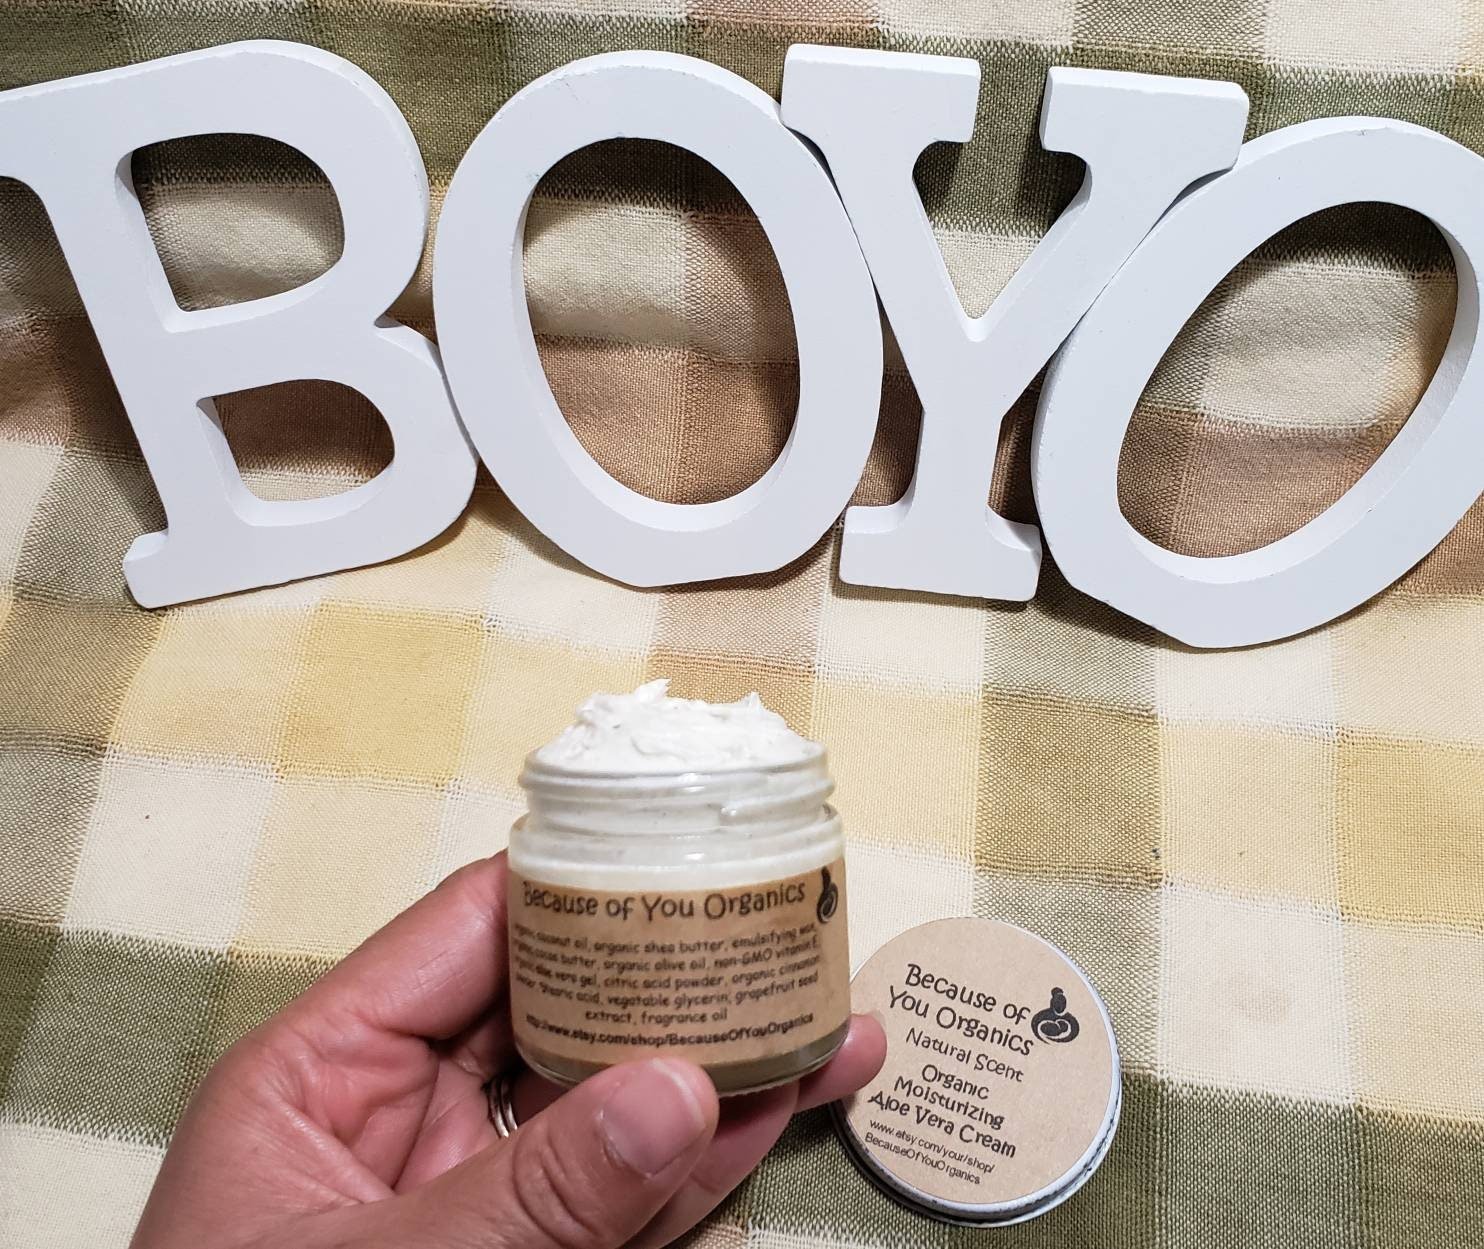 BOYO
Because of You Organics
organic coconut oil, organic shea butter, emulsifying wax,
organic cocoa butter, organic olive oil, non-GMO vitamin E,
organic aloe vera gel, citric acid powder, organic cinnamon
stearic acid, vegetable glycerin, grapefruit seed
extract, fragrance oil
http://www.etsy.com/shop/BecauseOfYouOrganics
Because of
You Organics
Natural Scent
Organic
Moisturizing
Aloe Vera Cream
www.etsy.com/your/shop/
BecauseOfYouOrganics